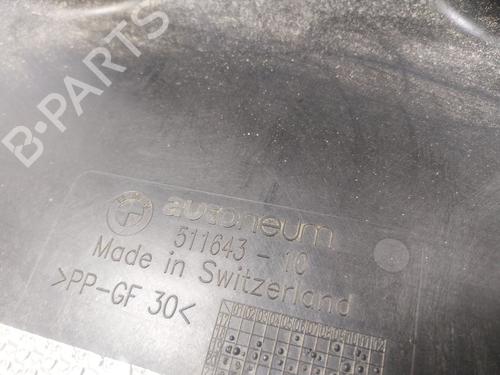 B-PARTS
autoneum
511643 - 10
Made in Switzerland
>PP-GF 30<